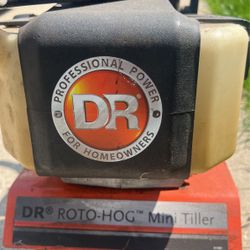 PROFESSIONAL POWER
DR®
FOR HOMEOWNERS
DR® ROTO-HOG™ Mini Tiller